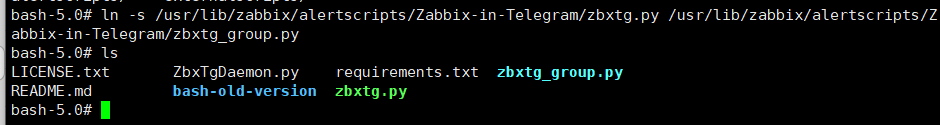 bash-5.0# ln -s /usr/lib/zabbix/alertscripts/Zabbix-in-Telegram/zbxtg.py /usr/lib/zabbix/alertscripts/Z
abbix-in-Telegram/zbxtg_group.py
bash-5.0# ls
LICENSE.txt ZbxTgDaemon.py requirements.txt zbxtg_group.py
README.md bash-old-version zbxtg.py
bash-5.0#